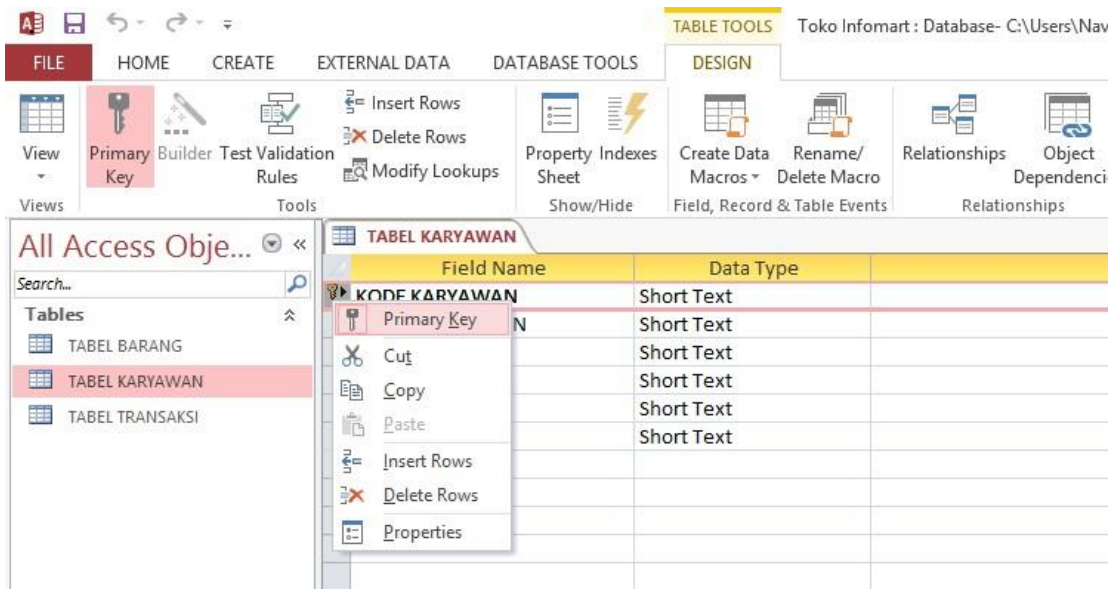 TABLE TOOLS Toko Infomart : Database- C:\Users\Nav
FILE HOME CREATE EXTERNAL DATA DATABASE TOOLS DESIGN
View
Primary Key
Builder
Test Validation Rules
Insert Rows
Delete Rows
Modify Lookups
Property Sheet
Indexes
Create Data Macros
Rename/ Delete Macro
Relationships
Object Dependenci
Views Tools Show/Hide Field, Record & Table Events Relationships
All Access Obje... «
Search...
Tables
TABEL BARANG
TABEL KARYAWAN
TABEL TRANSAKSI
TABEL KARYAWAN
Field Name Data Type
KODE KARYAWAN Short Text
N Short Text
Short Text
Short Text
Short Text
Short Text
Primary Key
Cut
Copy
Paste
Insert Rows
Delete Rows
Properties